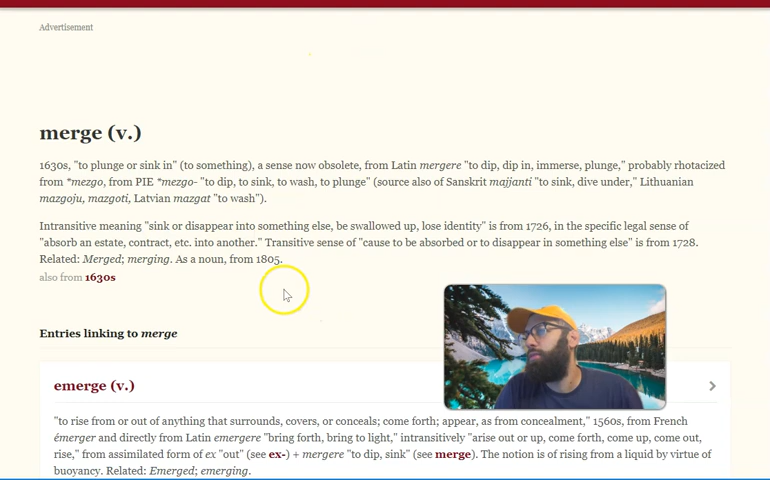 Advertisement
merge (v.)
1630s, "to plunge or sink in" (to something), a sense now obsolete, from Latin mergere "to dip, dip in, immerse, plunge," probably rhotacized
from *mezgo, from PIE *mezgo- "to dip, to sink, to wash, to plunge" (source also of Sanskrit majjanti "to sink, dive under," Lithuanian
mazgoju, mazgoti, Latvian mazgat "to wash").
Intransitive meaning "sink or disappear into something else, be swallowed up, lose identity" is from 1726, in the specific legal sense of
"absorb an estate, contract, etc. into another." Transitive sense of "cause to be absorbed or to disappear in something else" is from 1728.
Related: Merged; merging. As a noun, from 1805.
also from 1630s
Entries linking to merge
emerge (v.)
"to rise from or out of anything that surrounds, covers, or conceals; come forth; appear, as from concealment," 1560s, from French
émerger and directly from Latin emergere "bring forth, bring to light," intransitively "arise out or up, come forth, come up, come out,
rise," from assimilated form of ex "out" (see ex-) + mergere "to dip, sink" (see merge). The notion is of rising from a liquid by virtue of
buoyancy. Related: Emerged; emerging.